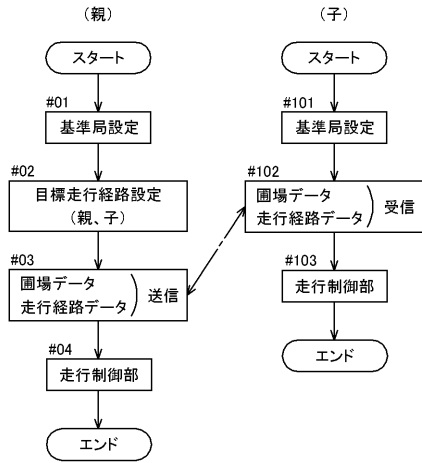 （親）
スタート
#01
基準局設定
#02
目標走行経路設定
（親、子）
#03
圃場データ
走行経路データ
）送信
#04
走行制御部
エンド
（子）
スタート
#101
基準局設定
#102
圃場データ
走行経路データ
）受信
#103
走行制御部
エンド